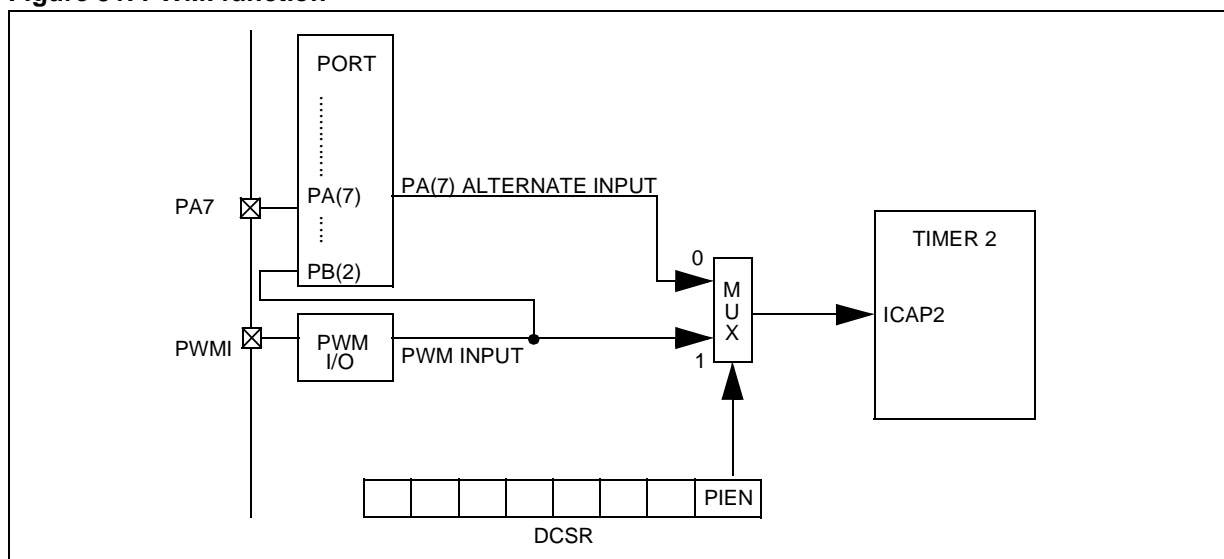 Figure PWMI function
PORT
PA7
PA(7)
PA(7) ALTERNATE INPUT
PB(2)
PWMI
PWM
I/O
PWM INPUT
0
1
M
U
X
TIMER 2
ICAP2
PIEN
DCSR